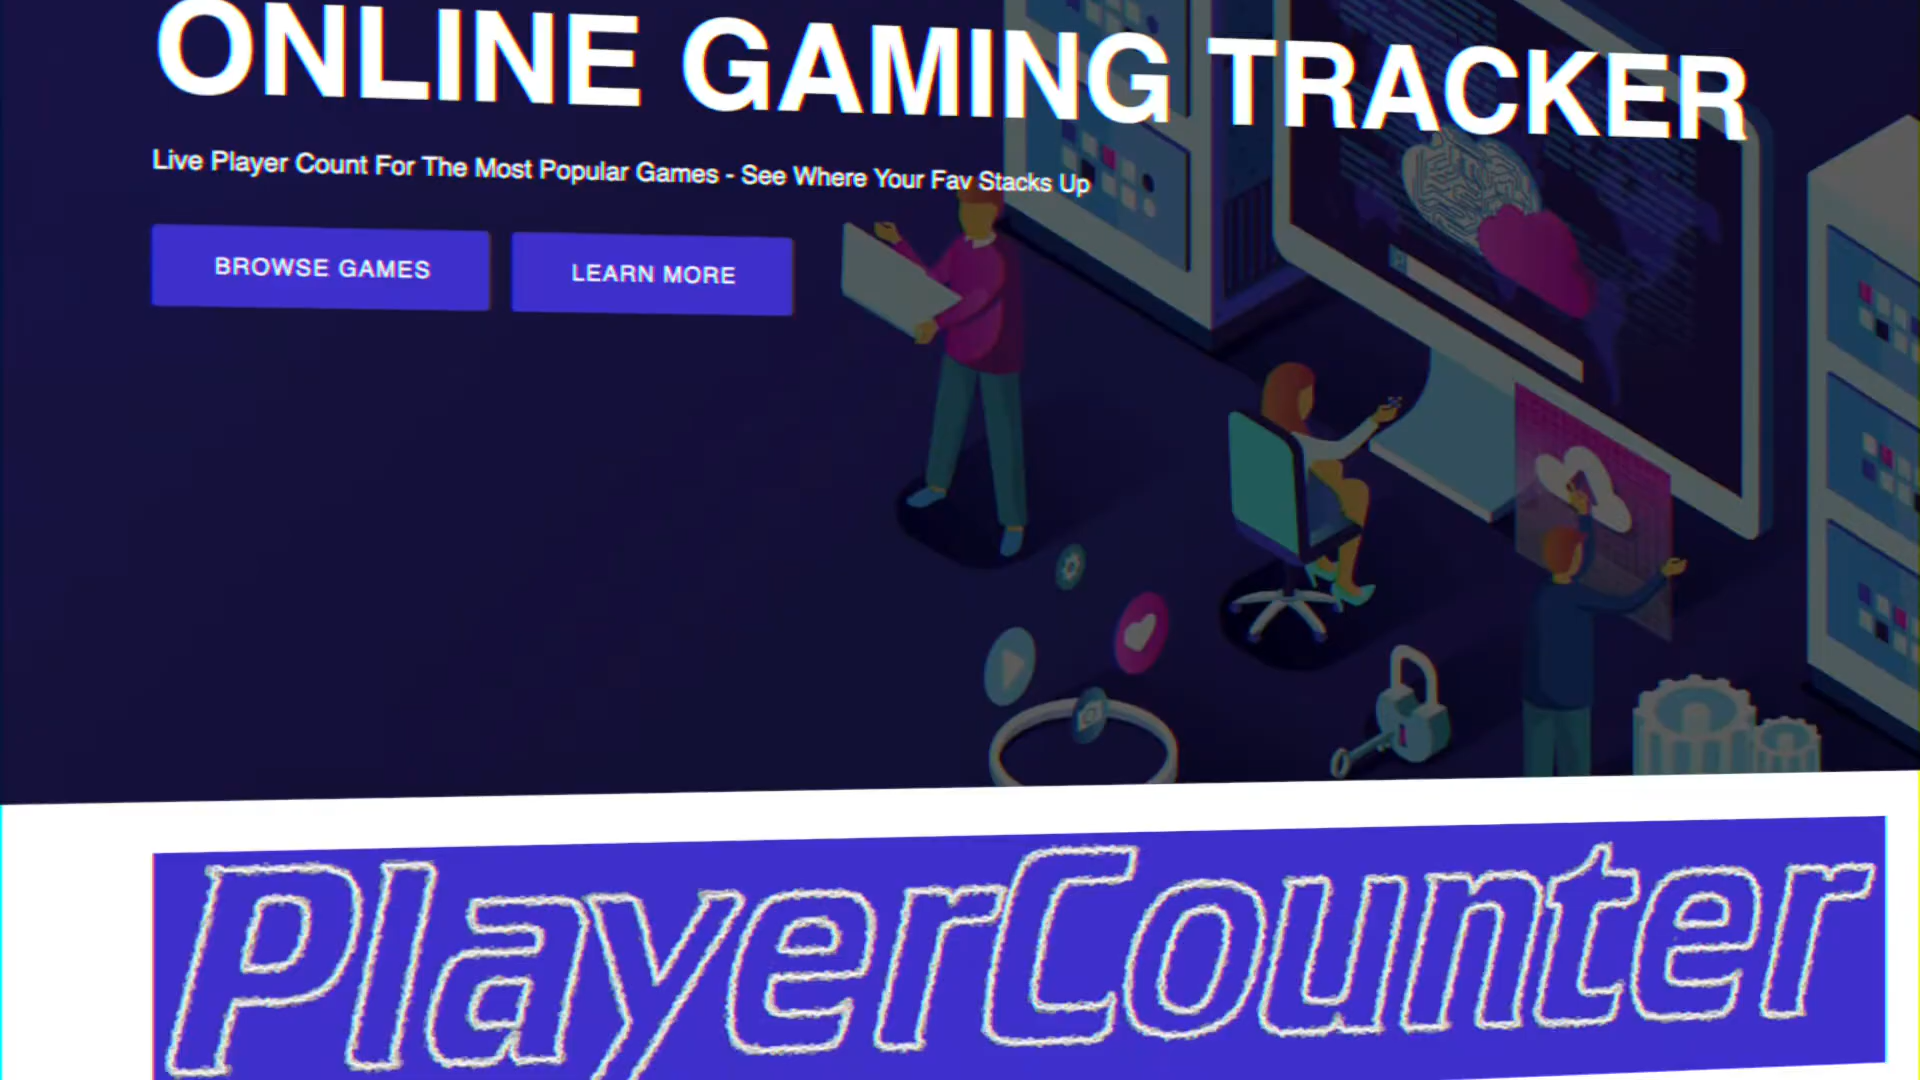 ONLINE GAMING TRACKER
Live Player Count For The Most Popular Games - See Where Your Fav Stacks Up
BROWSE GAMES
LEARN MORE
PlayerCounter